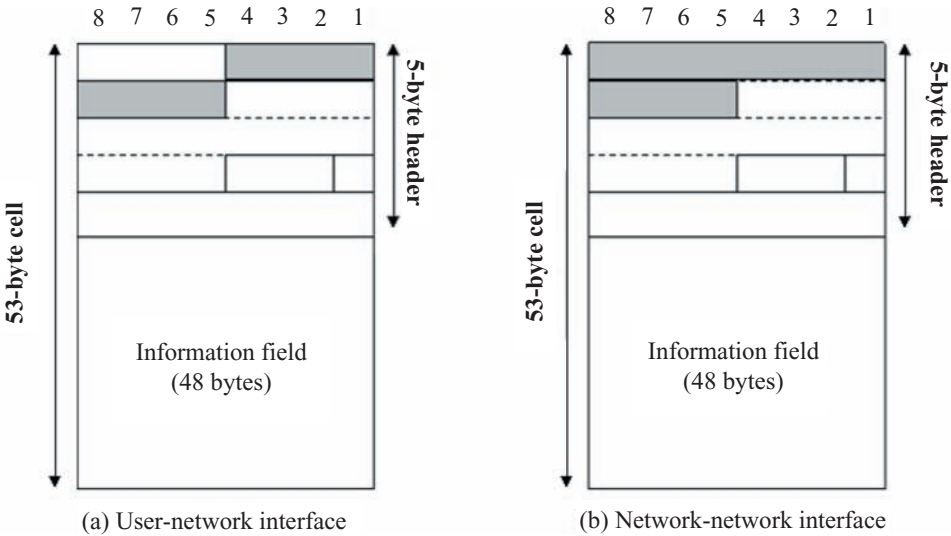 8 7 6 5 4 3 2 1
53-byte cell
5-byte header
Information field
(48 bytes)
(a) User-network interface
8 7 6 5 4 3 2 1
53-byte cell
5-byte header
Information field
(48 bytes)
(b) Network-network interface